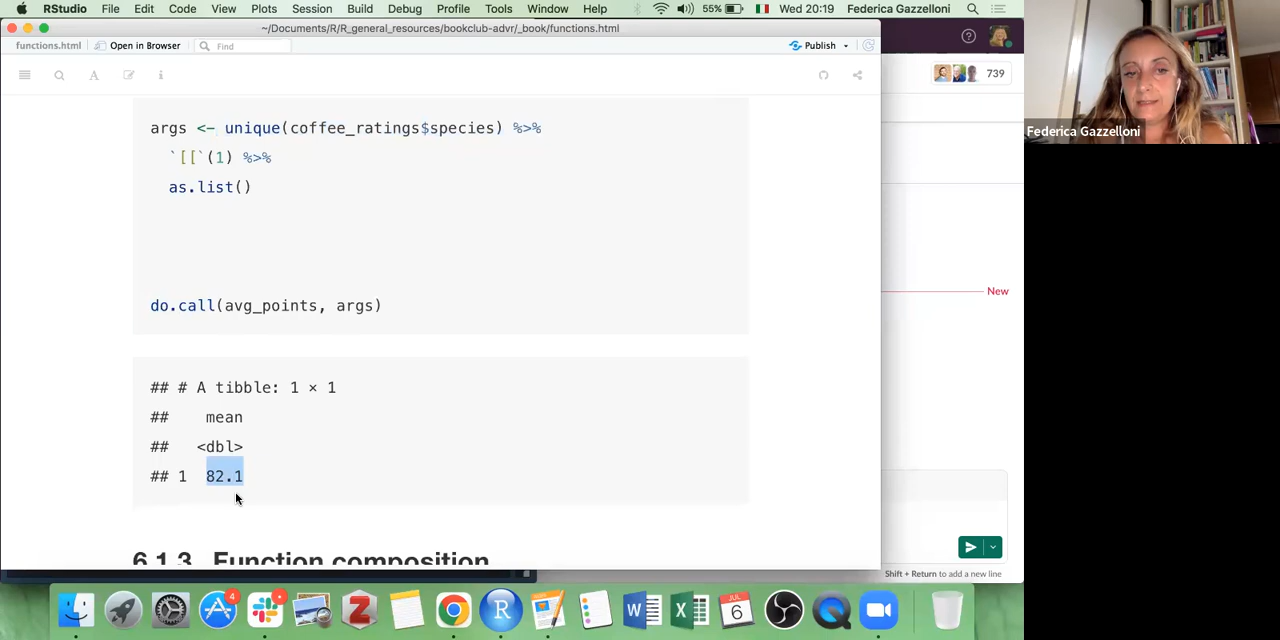 RStudio File Edit Code View Plots Session Build Debug Profile Tools Window Help 55% Wed 20:19 Federica Gazzelloni
~/Documents/R/R_general_resources/bookclub-advr/_book/functions.html
functions.html Open in Browser Find Publish
739
Federica Gazzelloni
args <- unique(coffee_ratings$species) %>%
`[[`(1) %>%
as.list()
New
do.call(avg_points, args)
## # A tibble: 1 × 1
## mean
## <dbl>
## 1 82.1
6.1.3 Function composition
Shift + Return to add a new line
4
6